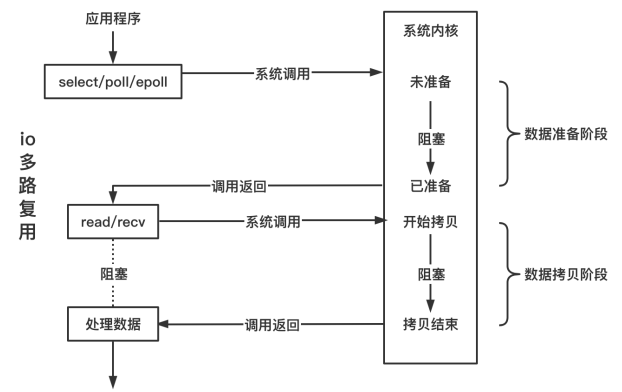 应用程序
系统内核
select/poll/epoll
系统调用
未准备
阻塞
数据准备阶段
io
多
路
复
用
调用返回
已准备
read/recv
系统调用
开始拷贝
阻塞
阻塞
数据拷贝阶段
处理数据
调用返回
拷贝结束